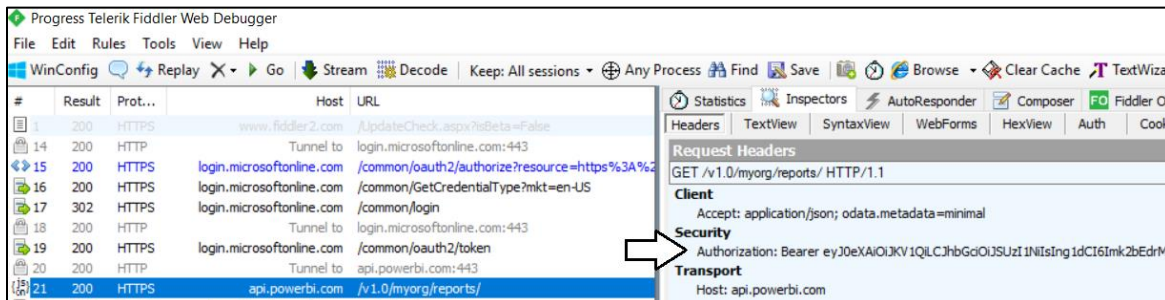 Progress Telerik Fiddler Web Debugger
File Edit Rules Tools View Help
WinConfig Replay X Go Stream Decode Keep: All sessions Any Process Find Save Browse Clear Cache TextWiza
# Result Prot... Host URL
1 200 HTTPS www.fiddler2.com /UpdateCheck.aspx?isBeta=False
14 200 HTTP Tunnel to login.microsoftonline.com:443
15 200 HTTPS login.microsoftonline.com /common/oauth2/authorize?resource=https%3A%2
16 200 HTTPS login.microsoftonline.com /common/GetCredentialType?mkt=en-US
17 302 HTTPS login.microsoftonline.com /common/login
18 200 HTTP Tunnel to login.microsoftonline.com:443
19 200 HTTPS login.microsoftonline.com /common/oauth2/token
20 200 HTTP Tunnel to api.powerbi.com:443
21 200 HTTPS api.powerbi.com /v1.0/myorg/reports/
Statistics Inspectors AutoResponder Composer FO Fiddler O
Headers TextView SyntaxView WebForms HexView Auth Cook
Request Headers
GET /v1.0/myorg/reports/ HTTP/1.1
Client
Accept: application/json; odata.metadata=minimal
Security
Authorization: Bearer eyJ0eXAiOiJKV1QiLCJhbGciOiJSUzI1NiIsIng1dCI6Imk2bEdrM
Transport
Host: api.powerbi.com